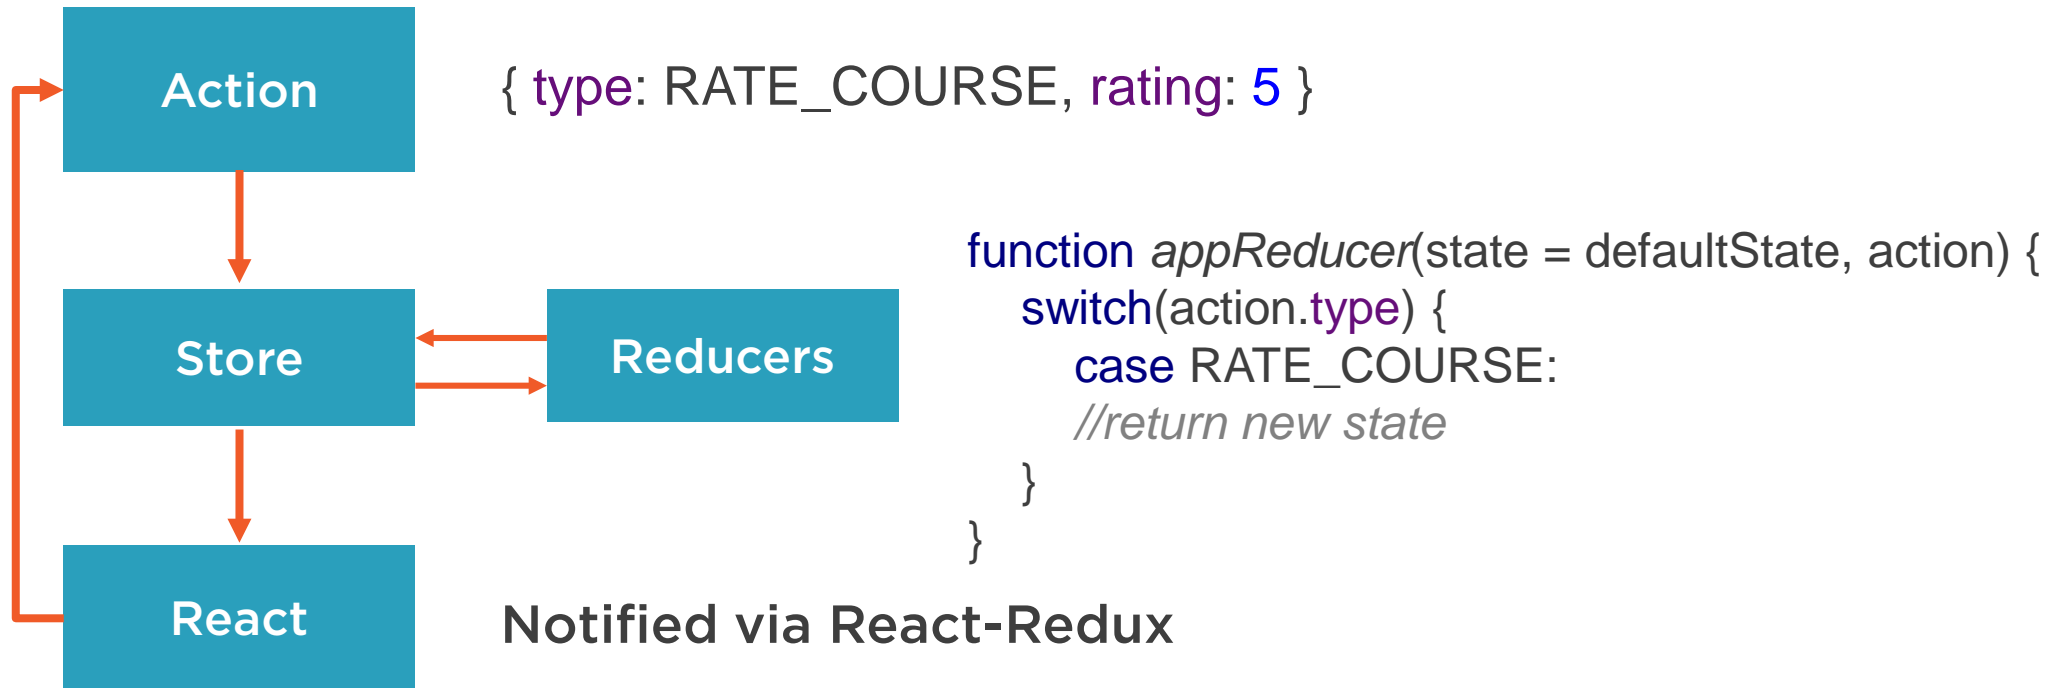 Action
{ type: RATE_COURSE, rating: 5 }
Store
Reducers
function appReducer(state = defaultState, action) {
switch(action.type) {
case RATE_COURSE:
//return new state
}
}
React
Notified via React-Redux